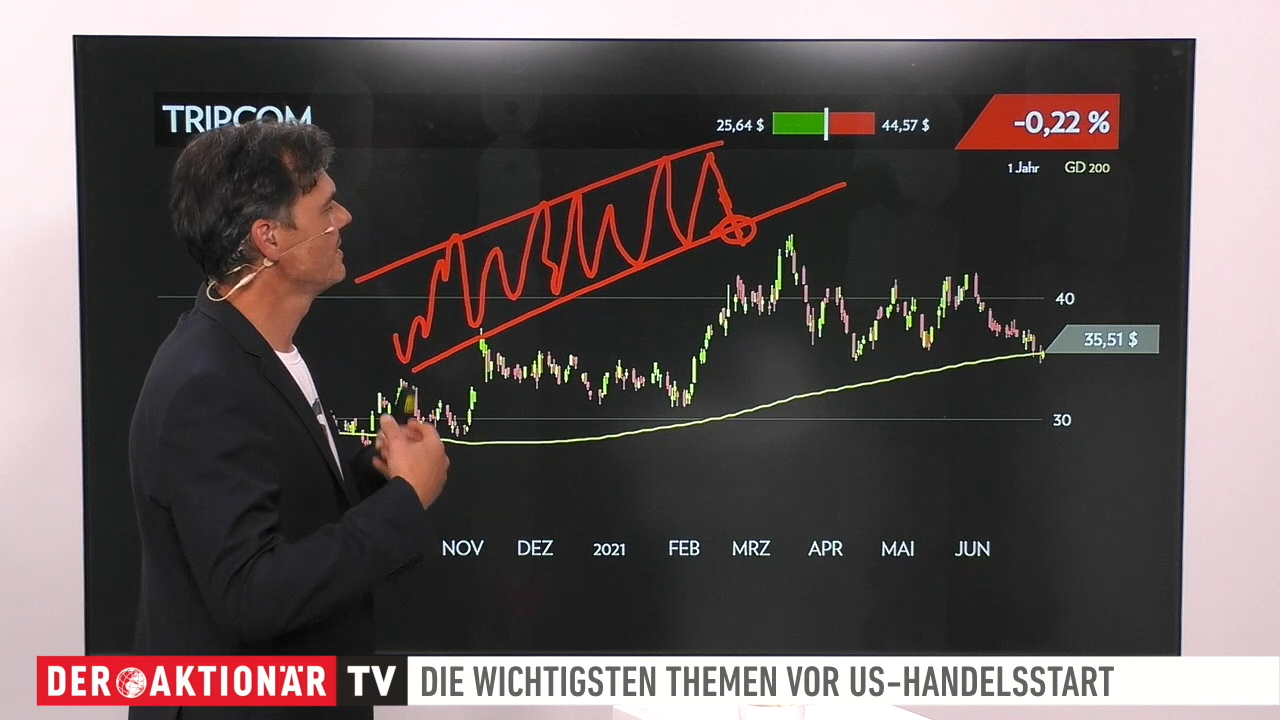 TRIPCOM
25,64 $ 44,57 $ -0,22 %
1 Jahr GD 200
40
35,51 $
30
NOV DEZ 2021 FEB MRZ APR MAI JUN
DER AKTIONÄR TV DIE WICHTIGSTEN THEMEN VOR US-HANDELSSTART